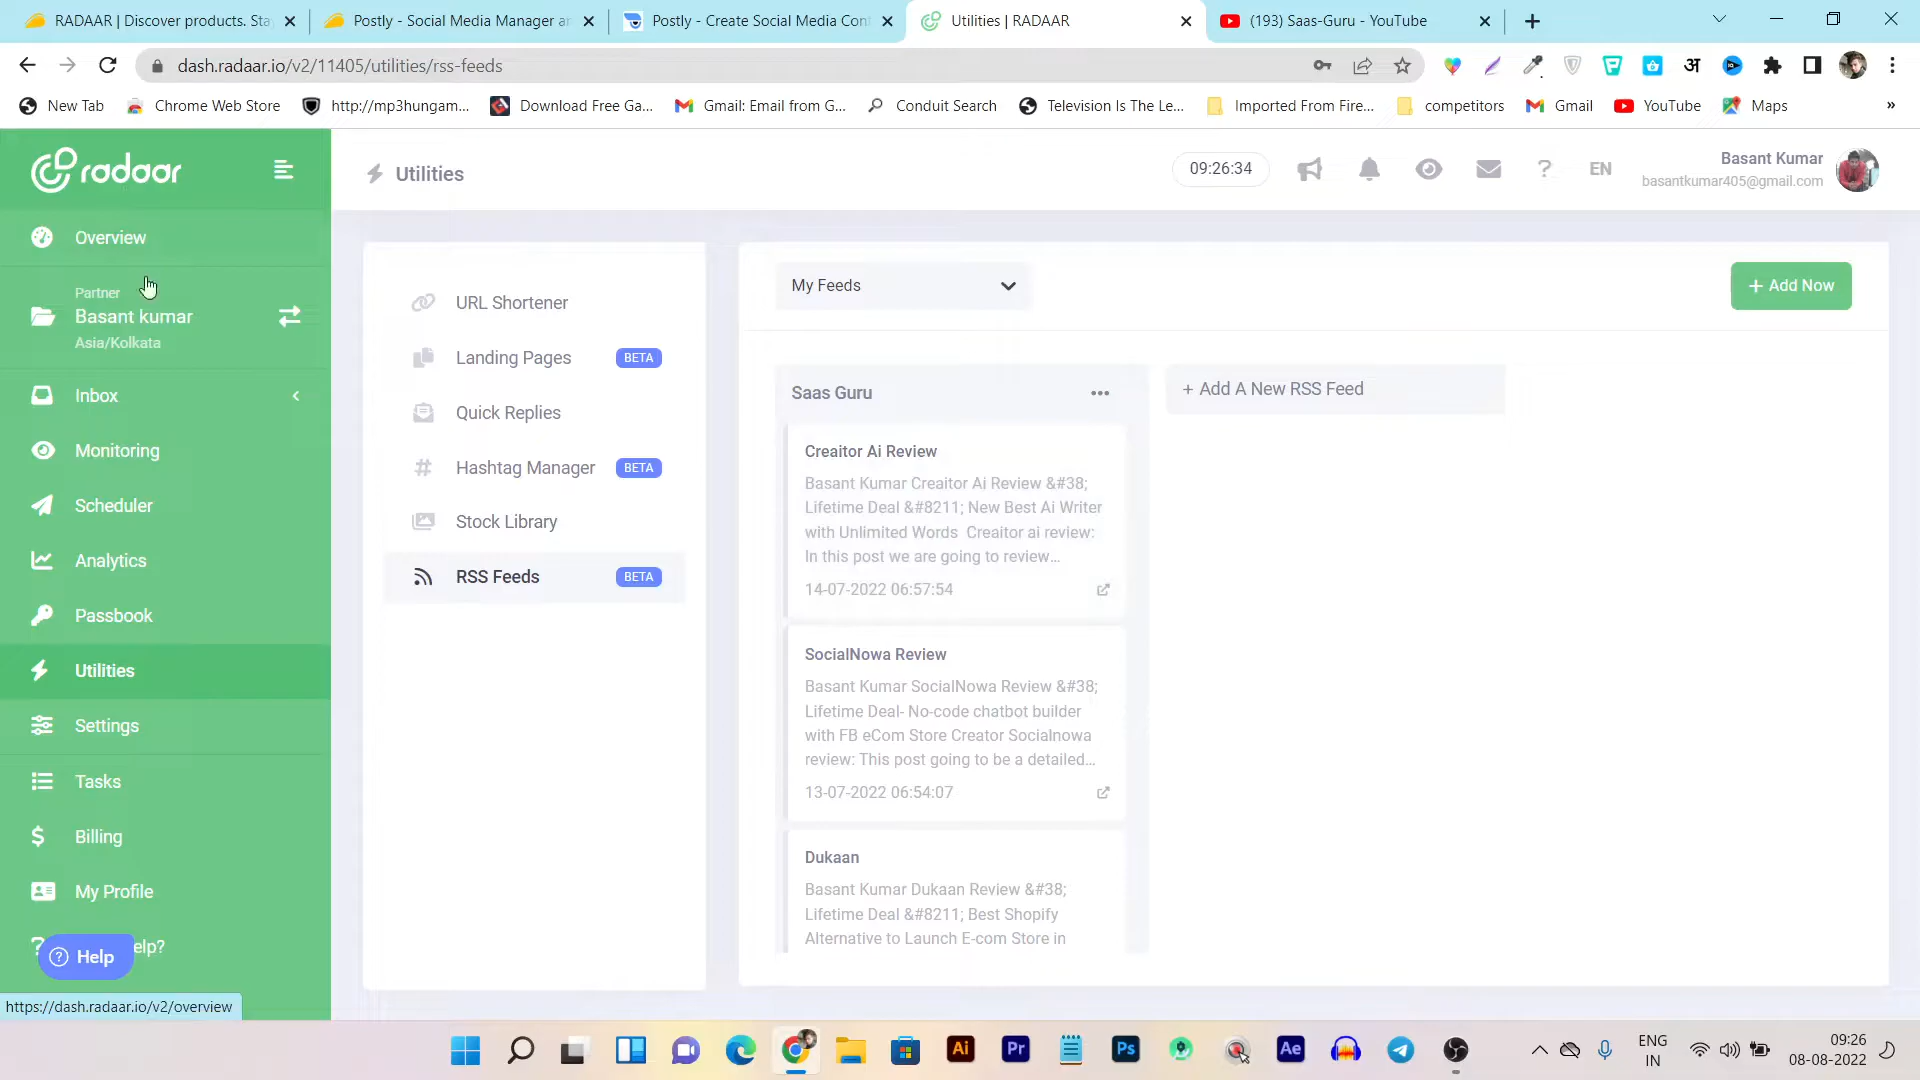 RADAAR | Discover products. Sta
Postly - Social Media Manager an
Postly - Create Social Media Con
Utilities | RADAAR
(193) Saas-Guru - YouTube
dash.radaar.io/v2/11405/utilities/rss-feeds
New Tab
Chrome Web Store
http://mp3hungam...
Download Free Ga...
Gmail: Email from G...
Conduit Search
Television Is The Le...
Imported From Fire...
competitors
Gmail
YouTube
Maps
»
radaar
Utilities
09:26:34
EN
Basant Kumar
basantkumar405@gmail.com
Overview
Partner
Basant kumar
Asia/Kolkata
Inbox
Monitoring
Scheduler
Analytics
Passbook
Utilities
Settings
Tasks
Billing
My Profile
elp?
Help
https://dash.radaar.io/v2/overview
URL Shortener
Landing Pages BETA
Quick Replies
Hashtag Manager BETA
Stock Library
RSS Feeds BETA
My Feeds
+ Add Now
Saas Guru
+ Add A New RSS Feed
Creaitor Ai Review
Basant Kumar Creaitor Ai Review &#38;
Lifetime Deal &#8211; New Best Ai Writer
with Unlimited Words Creaitor ai review:
In this post we are going to review...
14-07-2022 06:57:54
SocialNowa Review
Basant Kumar SocialNowa Review &#38;
Lifetime Deal- No-code chatbot builder
with FB eCom Store Creator Socialnowa
review: This post going to be a detailed...
13-07-2022 06:54:07
Dukaan
Basant Kumar Dukaan Review &#38;
Lifetime Deal &#8211; Best Shopify
Alternative to Launch E-com Store in
Ai
Pr
Ps
Ae
ENG
IN
09:26
08-08-2022